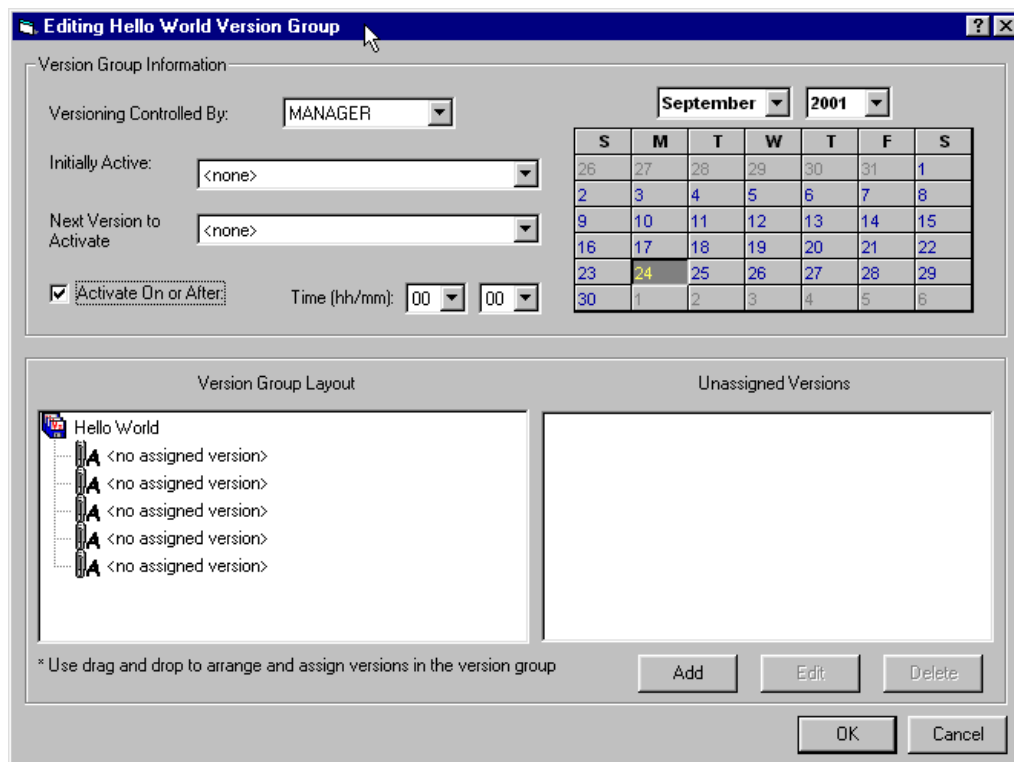 Editing Hello World Version Group
Version Group Information
Versioning Controlled By: MANAGER
Initially Active: <none>
Next Version to
Activate
<none>
Activate On or After: Time (hh/mm): 00 00
September 2001
S M T W T F S
26 27 28 29 30 31 1
2 3 4 5 6 7 8
9 10 11 12 13 14 15
16 17 18 19 20 21 22
23 24 25 26 27 28 29
30 1 2 3 4 5 6
Version Group Layout
Hello World
<no assigned version>
<no assigned version>
<no assigned version>
<no assigned version>
<no assigned version>
Unassigned Versions
* Use drag and drop to arrange and assign versions in the version group
Add Edit Delete
OK Cancel